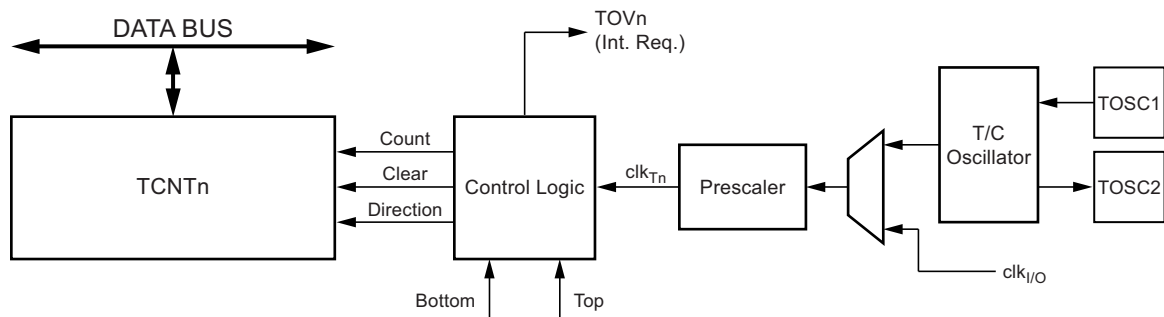 DATA BUS
TOVn
(Int. Req.)
TCNTn
Count
Clear
Direction
Control Logic
clkTn
Prescaler
T/C
Oscillator
TOSC1
TOSC2
clkI/O
Bottom
Top